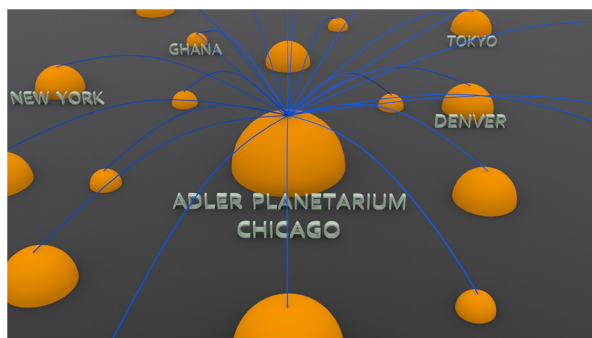 GHANA
TOKYO
NEW YORK
DENVER
ADLER PLANETARIUM
CHICAGO